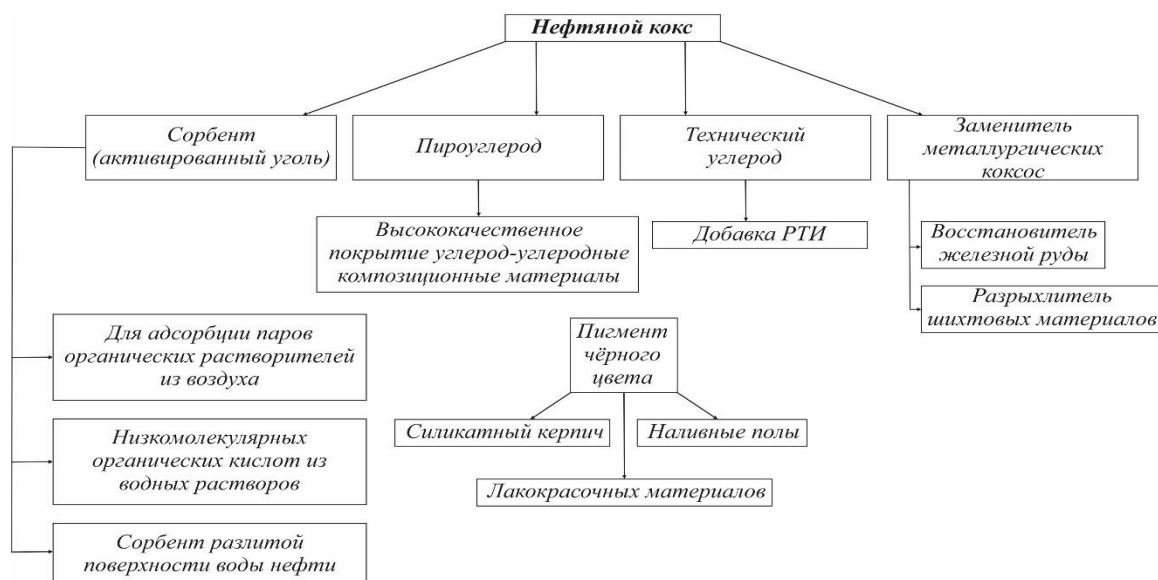 Нефтяной кокс
Сорбент
(активированный уголь)
Пироуглерод
Технический
углерод
Заменитель
металлургических
коксос
Высококачественное
покрытие углерод-углеродные
композиционные материалы
Добавка РТИ
Восстановитель
железной руды
Разрыхлитель
шихтовых материалов
Для адсорбции паров
органических растворителей
из воздуха
Пигмент
чёрного
цвета
Силикатный керпич
Наливные полы
Низкомолекулярных
органических кислот из
водных растворов
Лакокрасочных материалов
Сорбент разлитой
поверхности воды нефти